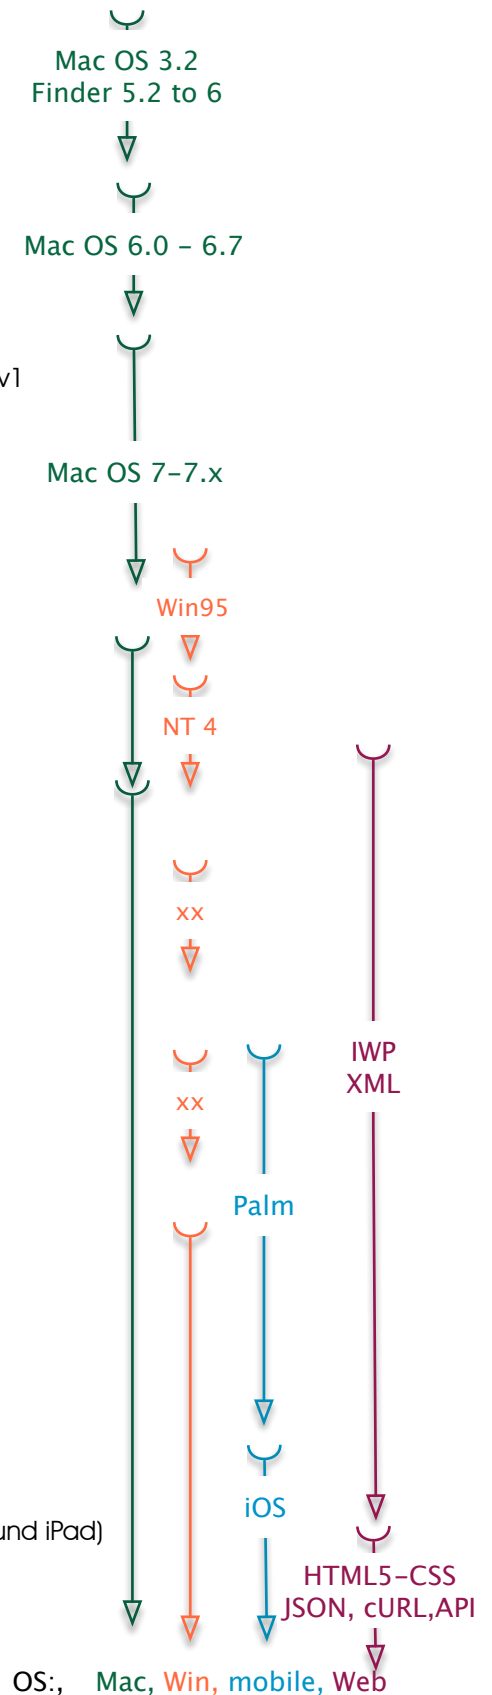 Mac OS 3.2
Finder 5.2 to 6
Mac OS 6.0 – 6.7
v1
Mac OS 7–7.x
Win95
NT 4
xx
IWP
XML
xx
Palm
iOS
und iPad)
HTML5–CSS
JSON, cURL,API
OS:, Mac, Win, mobile, Web